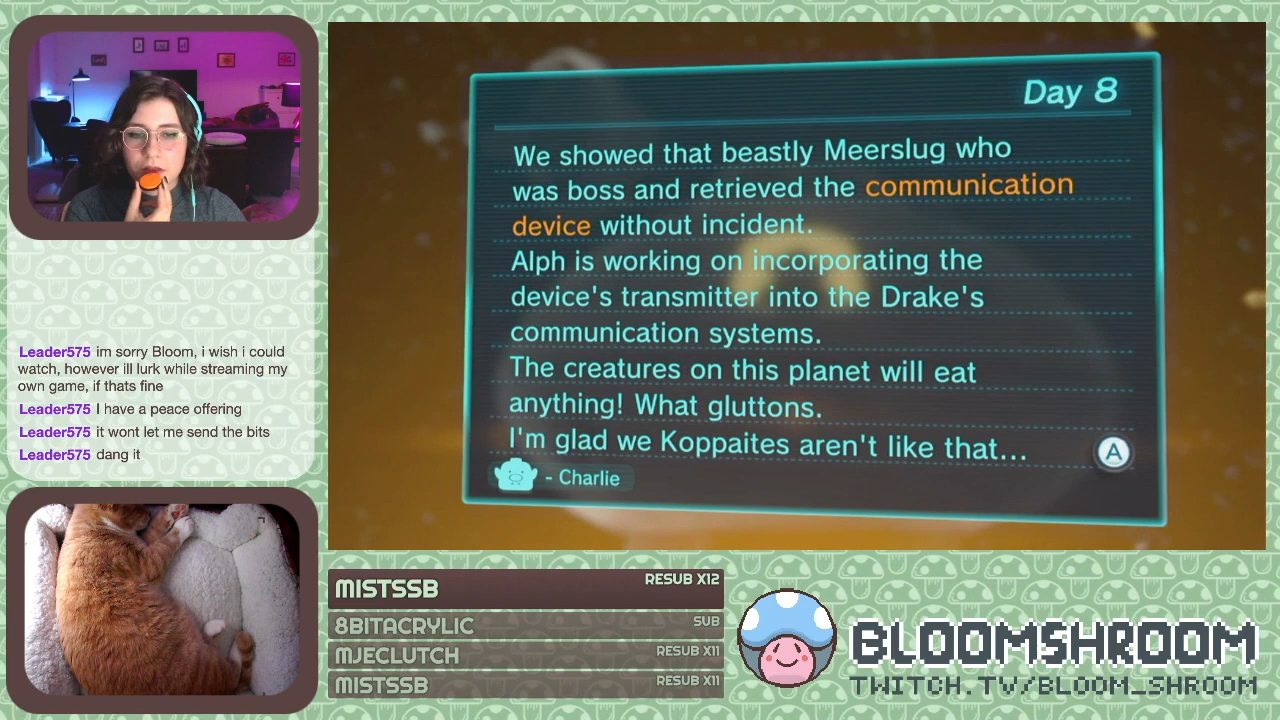 Day 8
We showed that beastly Meerslug who
was boss and retrieved the communication
device without incident.
Alph is working on incorporating the
device's transmitter into the Drake's
communication systems.
The creatures on this planet will eat
anything! What gluttons.
I'm glad we Koppaites aren't like that...
A
- Charlie
Leader575 im sorry Bloom, i wish i could
watch, however ill lurk while streaming my
own game, if thats fine
Leader575 I have a peace offering
Leader575 it wont let me send the bits
Leader575 dang it
MISTSSB RESUB X12
8BITACRYLIC SUB
MJECLUTCH RESUB X11
MISTSSB RESUB X11
BLOOMSHROOM
TWITCH.TV/BLOOM_SHROOM